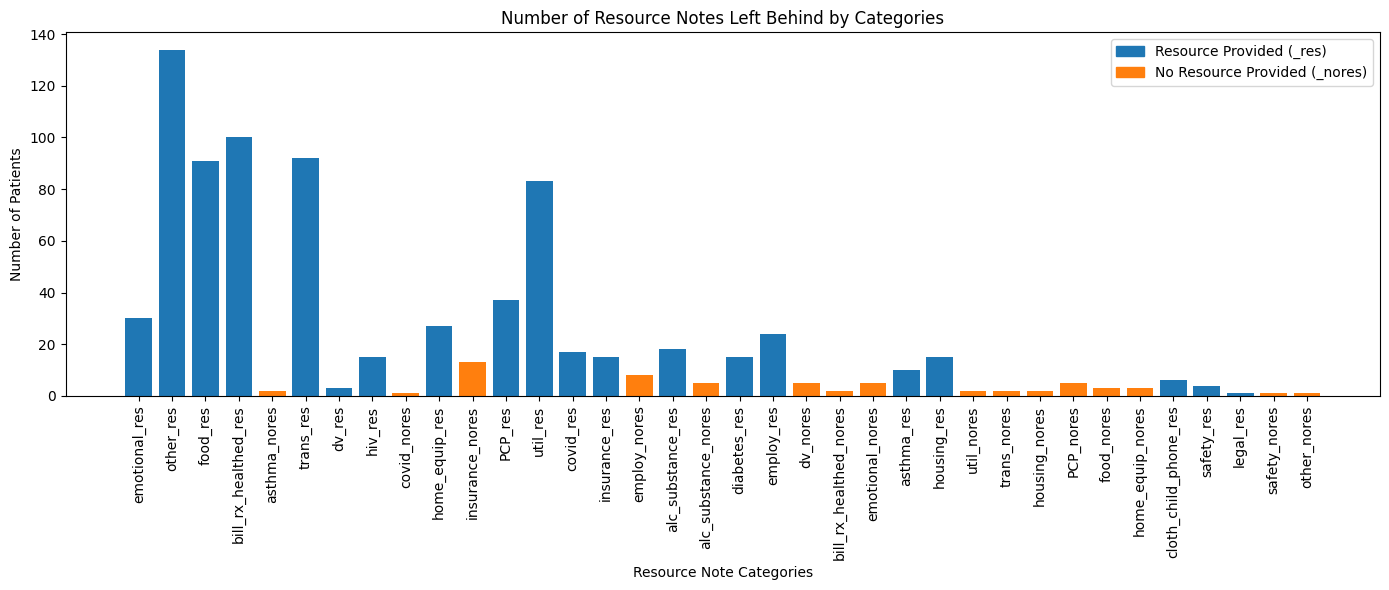 Number of Resource Notes Left Behind by Categories
Resource Provided (_res)
No Resource Provided (_nores)
Number of Patients
140
120
100
80
60
40
20
0
emotional_res
other_res
food_res
bill_rx_healthed_res
asthma_nores
trans_res
dv_res
hiv_res
covid_nores
home_equip_res
insurance_nores
PCP_res
util_res
covid_res
insurance_res
employ_nores
alc_substance_res
alc_substance_nores
diabetes_res
employ_res
dv_nores
bill_rx_healthed_nores
emotional_nores
asthma_res
housing_res
util_nores
trans_nores
housing_nores
PCP_nores
food_nores
home_equip_nores
cloth_child_phone_res
safety_res
legal_res
safety_nores
other_nores
Resource Note Categories